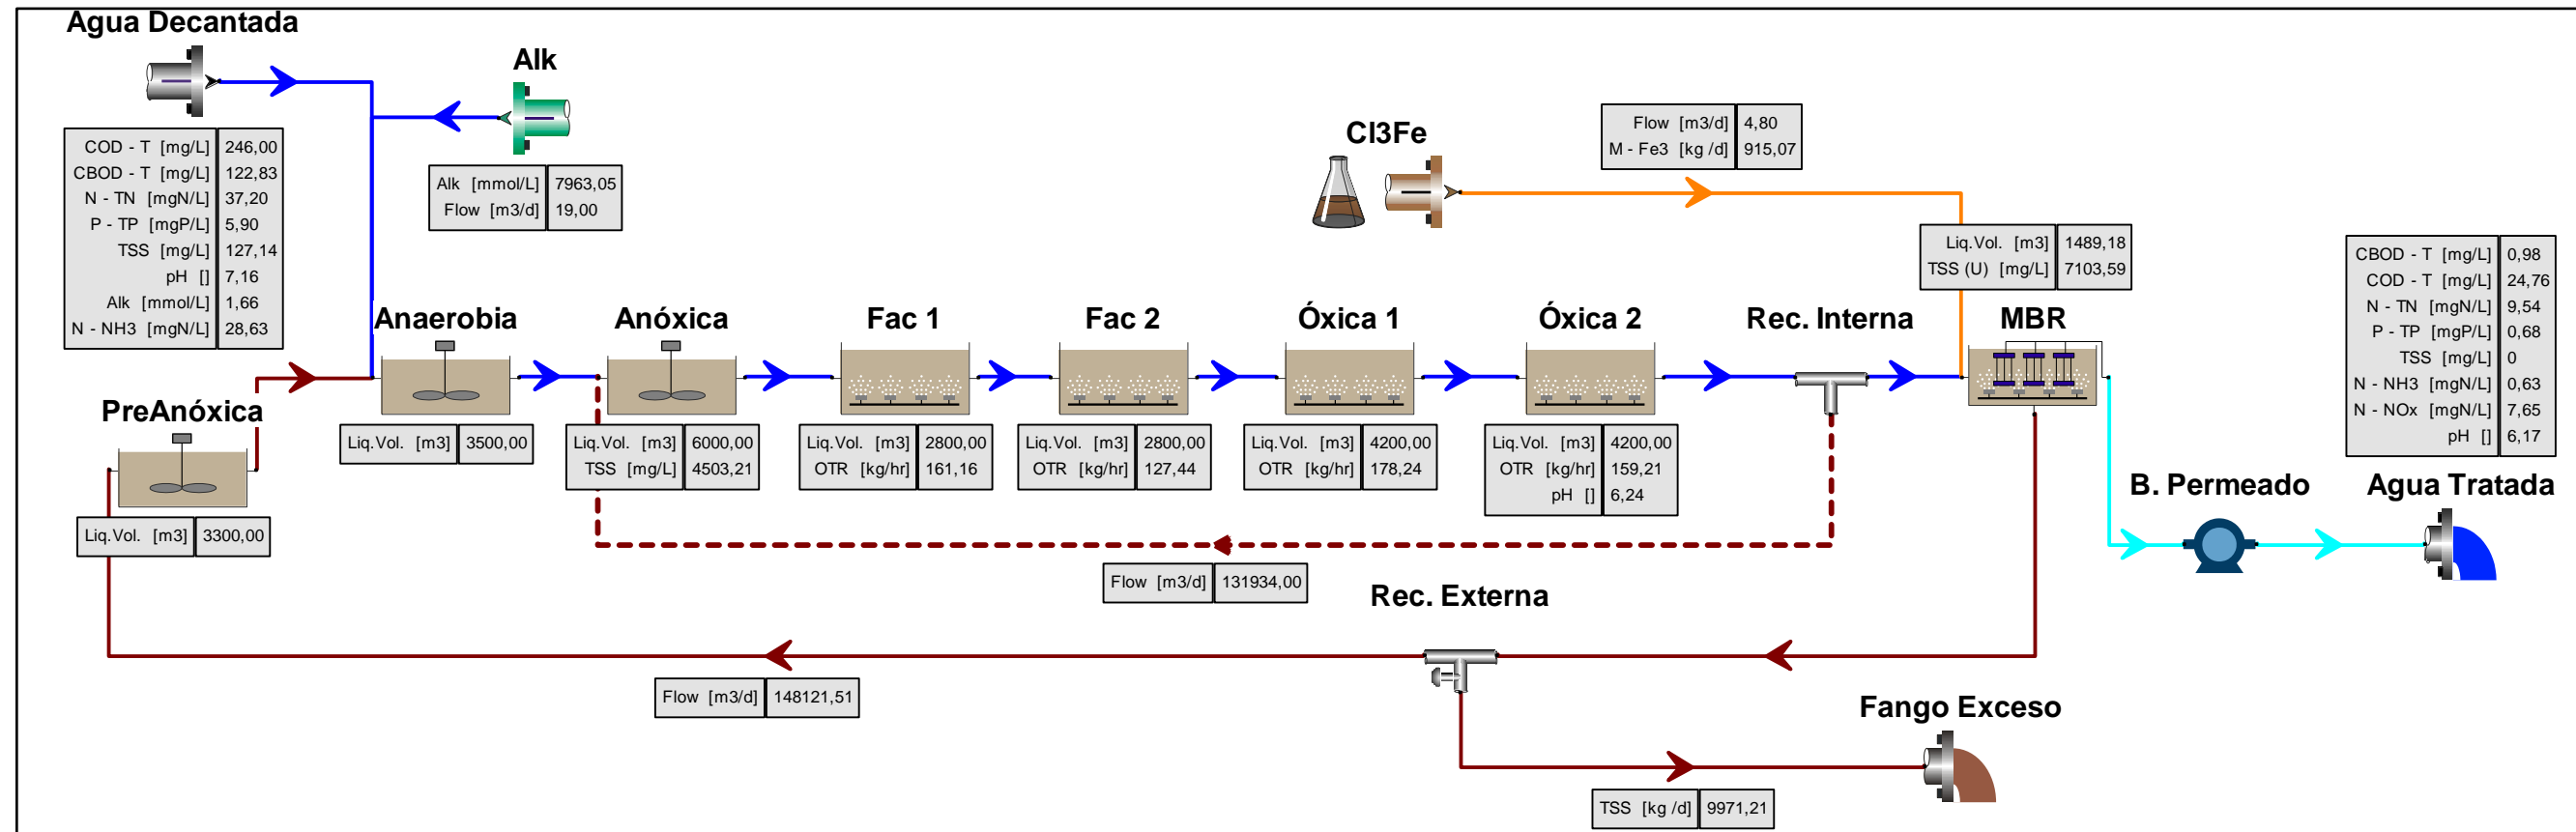 Agua Decantada
Alk
COD - T [mg/L] 246,00
CBOD - T [mg/L] 122,83
N - TN [mgN/L] 37,20
P - TP [mgP/L] 5,90
TSS [mg/L] 127,14
pH [] 7,16
Alk [mmol/L] 1,66
N - NH3 [mgN/L] 28,63
Alk [mmol/L] 7963,05
Flow [m3/d] 19,00
Cl3Fe
Flow [m3/d] 4,80
M - Fe3 [kg /d] 915,07
Liq.Vol. [m3] 1489,18
TSS (U) [mg/L] 7103,59
CBOD - T [mg/L] 0,98
COD - T [mg/L] 24,76
N - TN [mgN/L] 9,54
P - TP [mgP/L] 0,68
TSS [mg/L] 0
N - NH3 [mgN/L] 0,63
N - NOx [mgN/L] 7,65
pH [] 6,17
Anaerobia
Anóxica
Fac 1
Fac 2
Óxica 1
Óxica 2
Rec. Interna
MBR
PreAnóxica
Liq.Vol. [m3] 3500,00
Liq.Vol. [m3] 6000,00
TSS [mg/L] 4503,21
Liq.Vol. [m3] 2800,00
OTR [kg/hr] 161,16
Liq.Vol. [m3] 2800,00
OTR [kg/hr] 127,44
Liq.Vol. [m3] 4200,00
OTR [kg/hr] 178,24
Liq.Vol. [m3] 4200,00
OTR [kg/hr] 159,21
pH [] 6,24
B. Permeado
Agua Tratada
Liq.Vol. [m3] 3300,00
Flow [m3/d] 131934,00
Rec. Externa
Flow [m3/d] 148121,51
Fango Exceso
TSS [kg /d] 9971,21